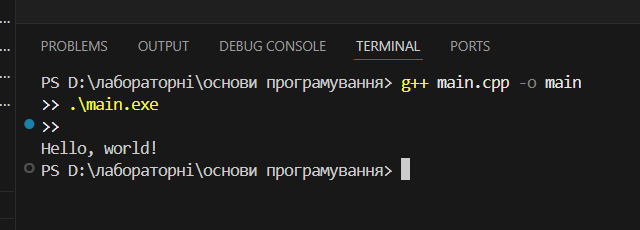 PROBLEMS OUTPUT DEBUG CONSOLE TERMINAL PORTS
PS D:\лабораторні\основи програмування> g++ main.cpp -o main
>> .\main.exe
>>
Hello, world!
PS D:\лабораторні\основи програмування>